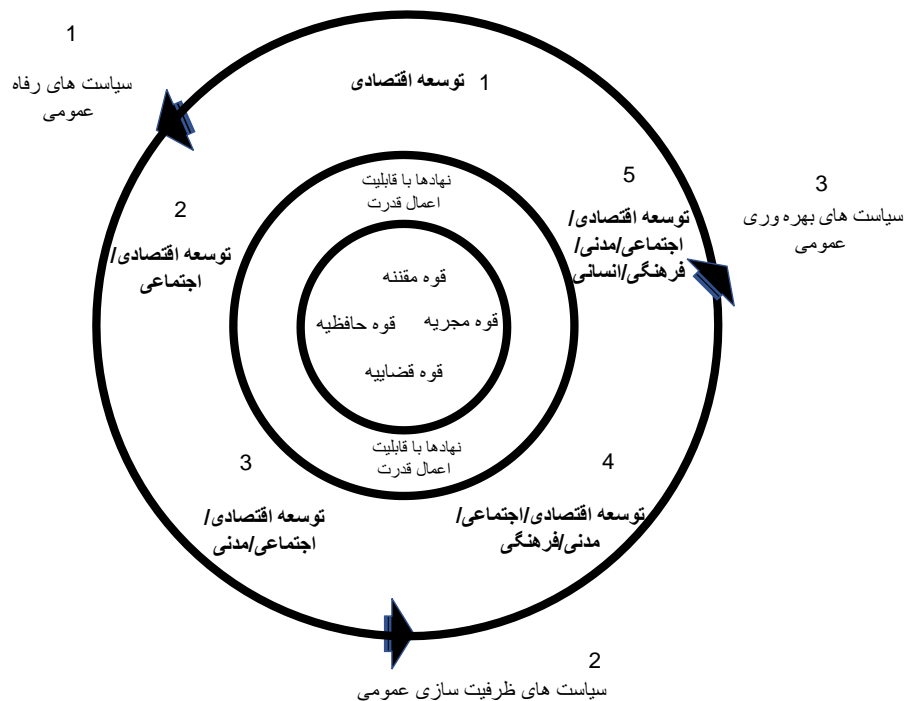 1
سیاست های رفاه
عمومی
1 توسعه اقتصادی
2
توسعه اقتصادی/
اجتماعی
نهادها با قابلیت
اعمال قدرت
5
توسعه اقتصادی/
اجتماعی/مدنی/
فرهنگی/انسانی
3
سیاست های بهره وری
عمومی
قوه مقننه
قوه مجریه
قوه حافظیه
قوه قضاییه
نهادها با قابلیت
اعمال قدرت
3
توسعه اقتصادی/
اجتماعی/مدنی
4
توسعه اقتصادی/اجتماعی/
مدنی/فرهنگی
2
سیاست های ظرفیت سازی عمومی